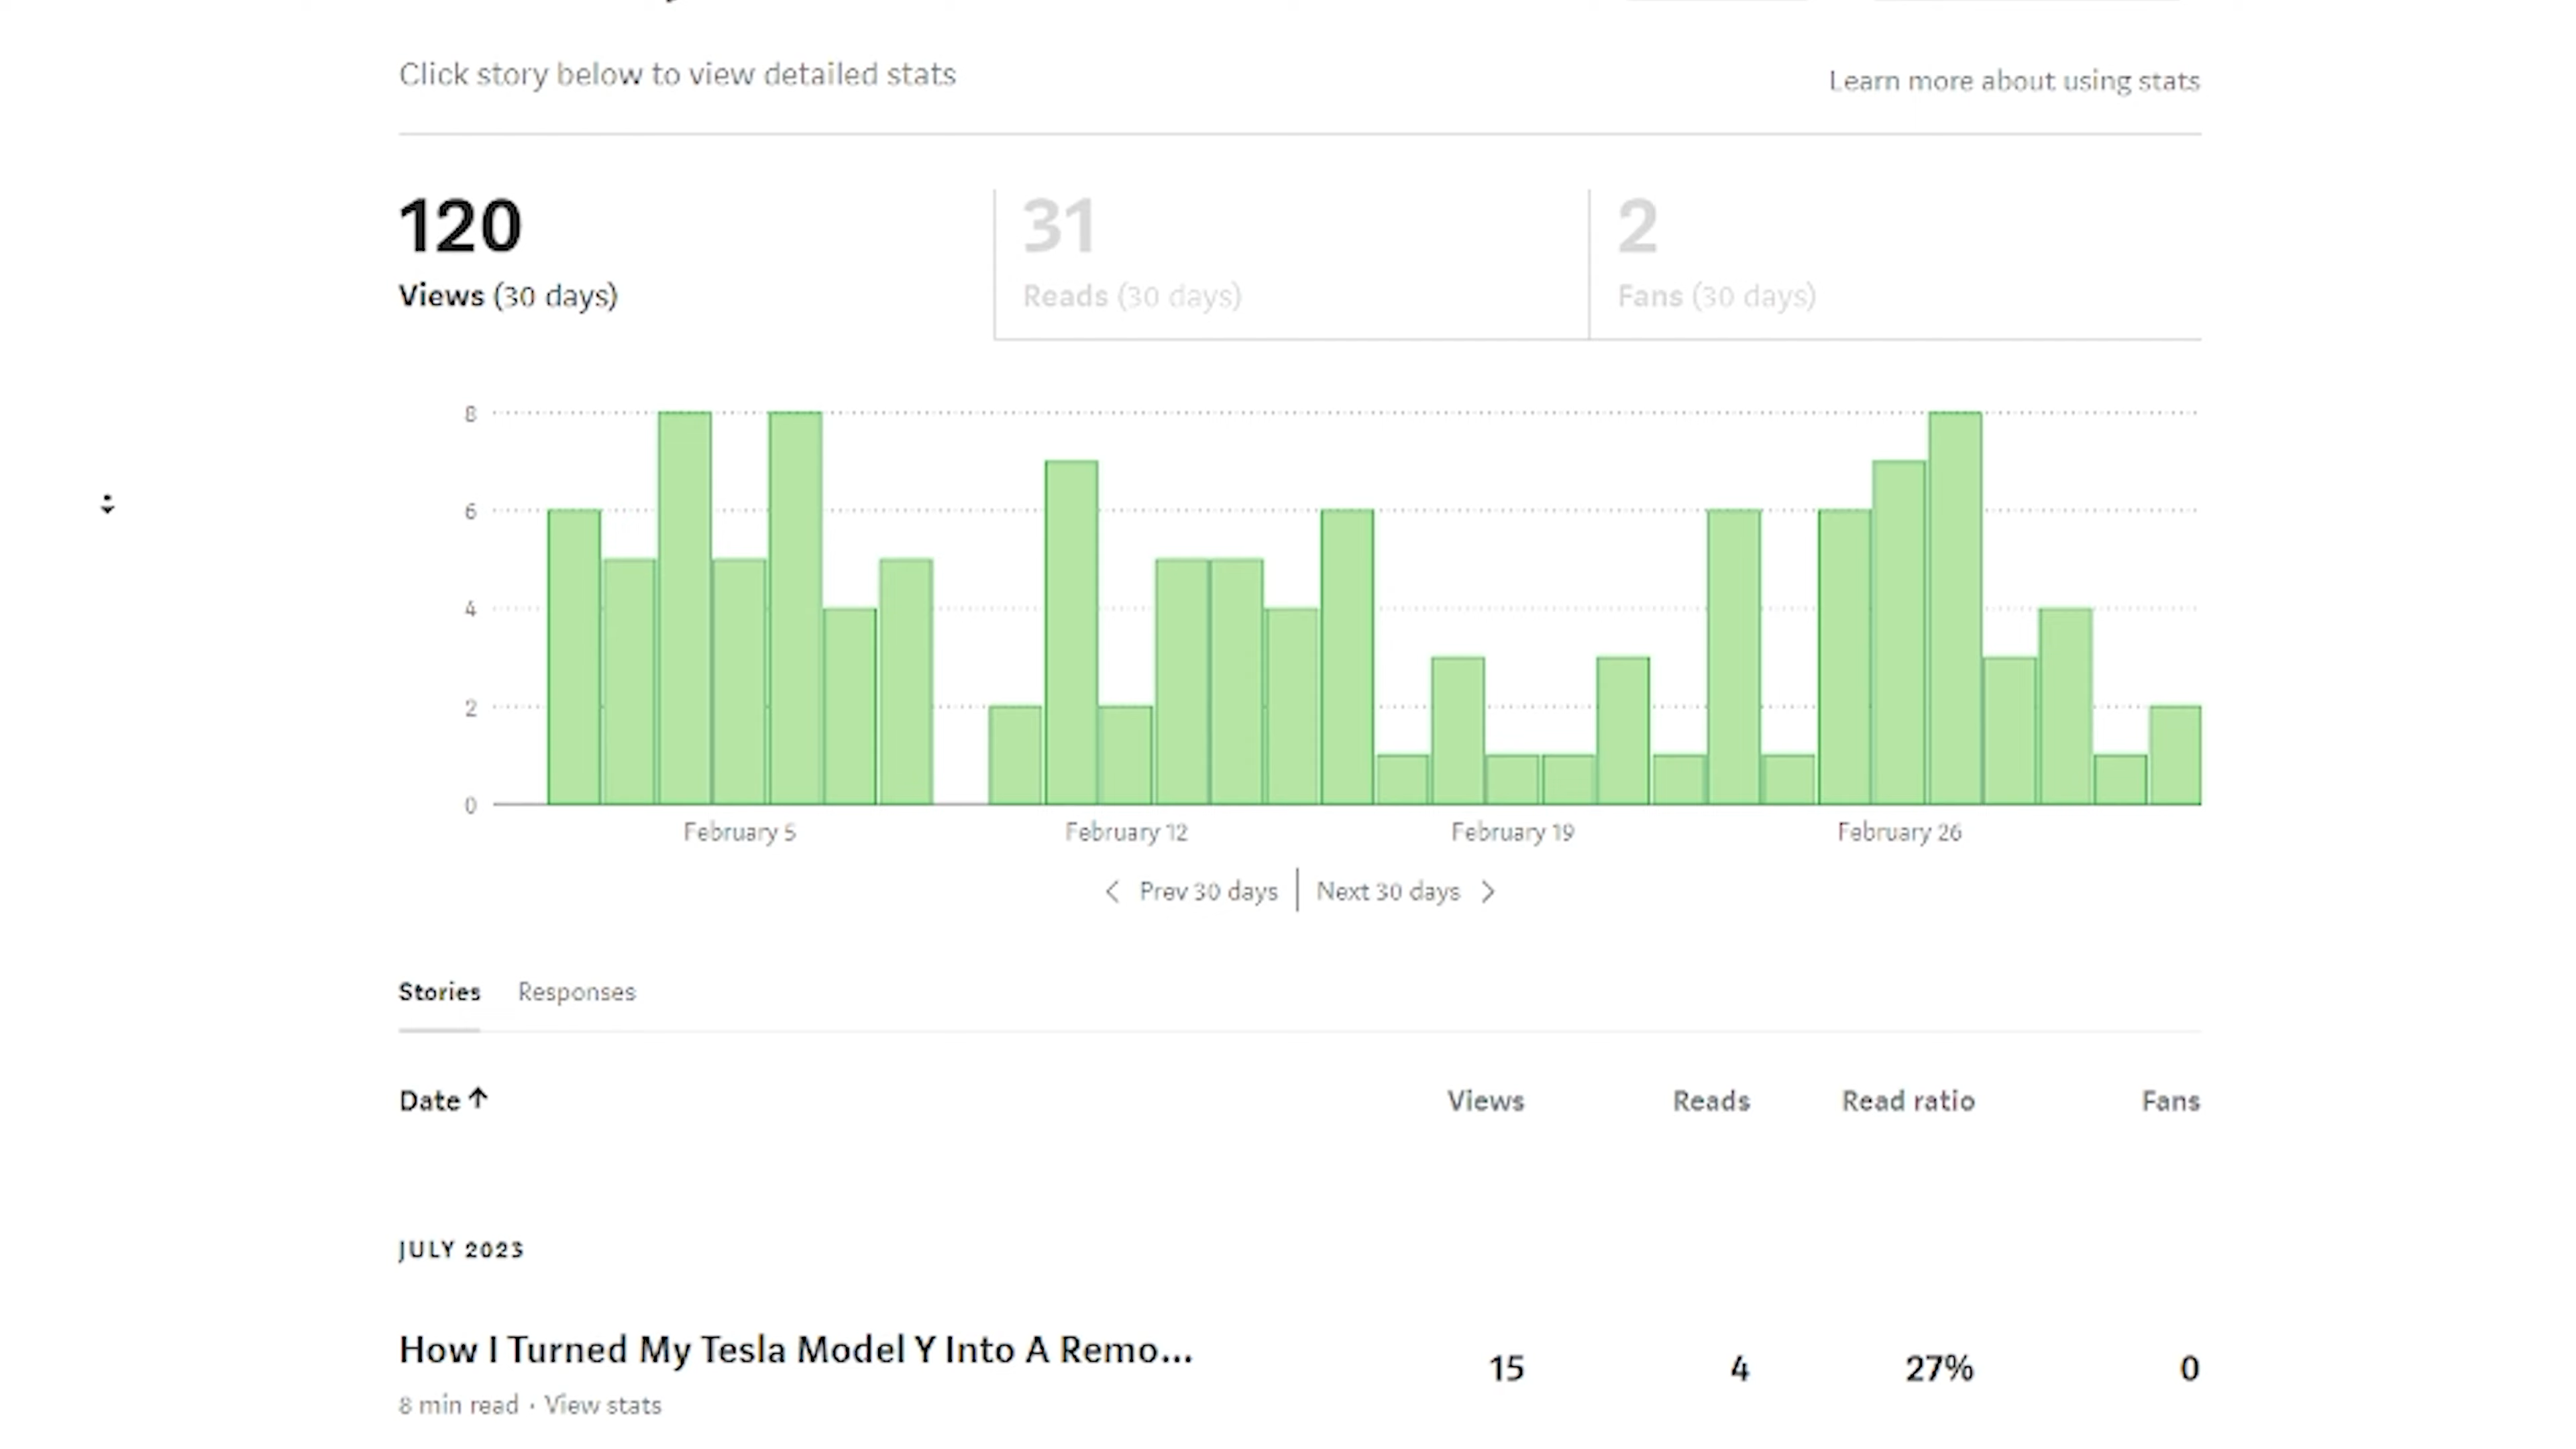 Click story below to view detailed stats
Learn more about using stats
120
Views (30 days)
31
Reads (30 days)
2
Fans (30 days)
8
6
4
2
0
February 5
February 12
February 19
February 26
Prev 30 days
Next 30 days
Stories
Responses
Date ↑
Views
Reads
Read ratio
Fans
JULY 2023
How I Turned My Tesla Model Y Into A Remo...
15
4
27%
0
8 min read · View stats